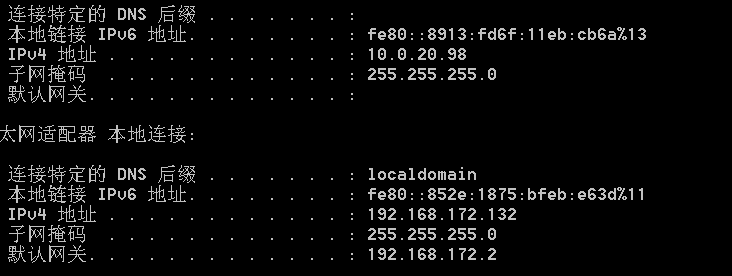 连接特定的 DNS 后缀 . . . . . . . :
本地链接 IPv6 地址. . . . . . . . : fe80::8913:fd6f:11eb:cb6a%13
IPv4 地址 . . . . . . . . . . . . : 10.0.20.98
子网掩码  . . . . . . . . . . . . : 255.255.255.0
默认网关. . . . . . . . . . . . . :
太网适配器 本地连接:
连接特定的 DNS 后缀 . . . . . . . : localdomain
本地链接 IPv6 地址. . . . . . . . : fe80::852e:1875:bfeb:e63d%11
IPv4 地址 . . . . . . . . . . . . : 192.168.172.132
子网掩码  . . . . . . . . . . . . : 255.255.255.0
默认网关. . . . . . . . . . . . . : 192.168.172.2